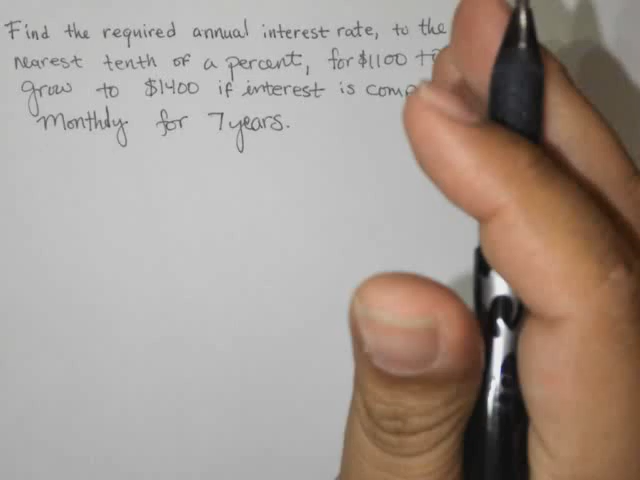 Find the required annual interest rate, to the
nearest tenth of a percent, for $1100
grow to $1400 if interest is
monthly for 7 years.